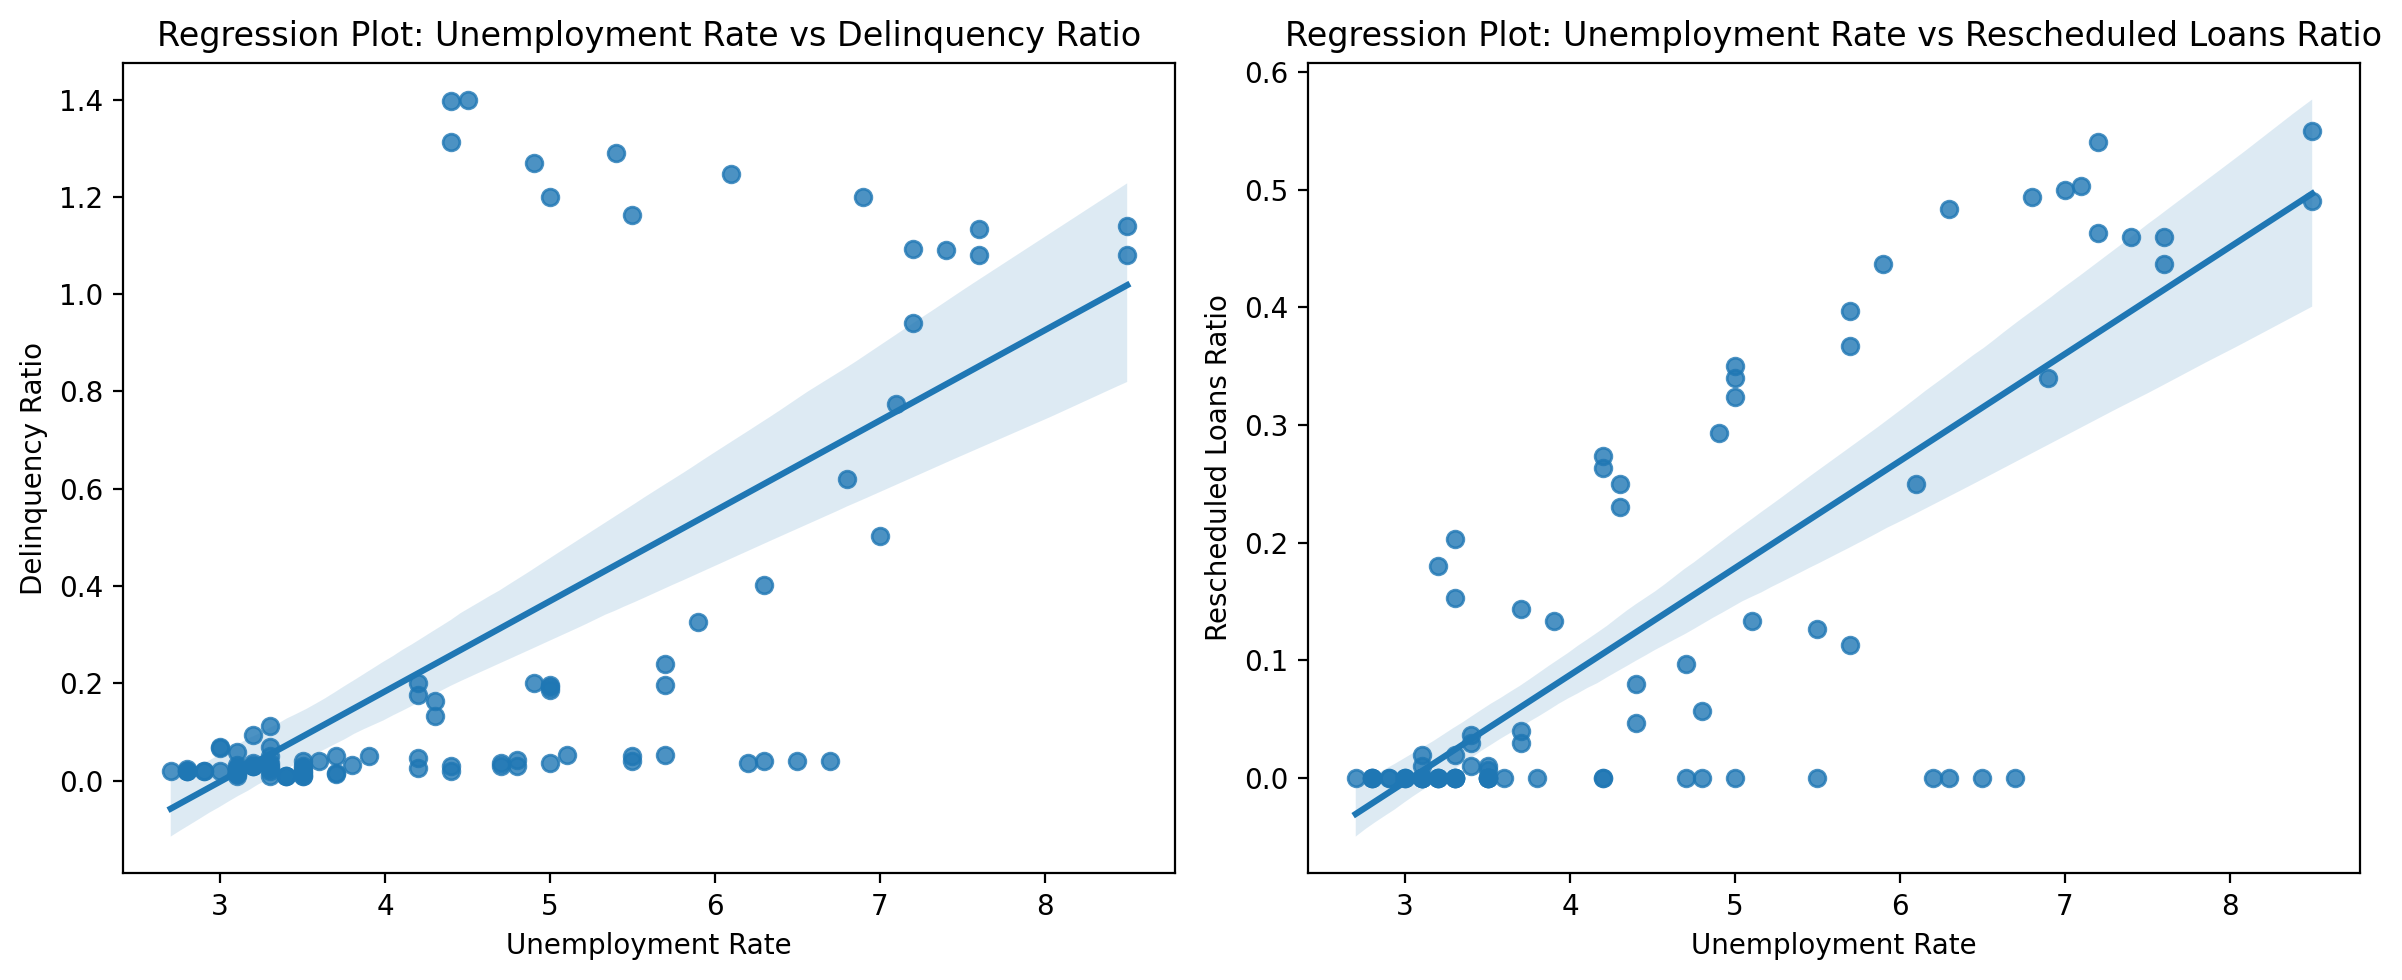 Regression Plot: Unemployment Rate vs Delinquency Ratio
1.4
1.2
1.0
0.8
0.6
0.4
0.2
0.0
Delinquency Ratio
3 4 5 6 7 8
Unemployment Rate
Regression Plot: Unemployment Rate vs Rescheduled Loans Ratio
0.6
0.5
0.4
0.3
0.2
0.1
0.0
Rescheduled Loans Ratio
3 4 5 6 7 8
Unemployment Rate